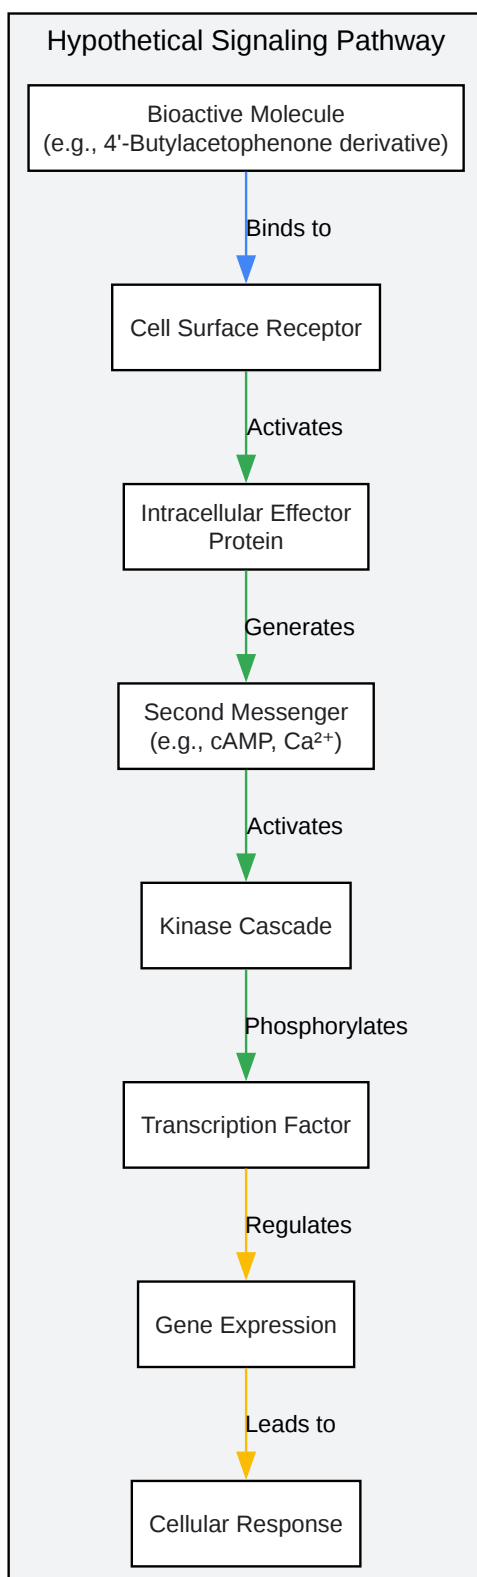 Hypothetical Signaling Pathway
Bioactive Molecule
(e.g., 4'-Butylacetophenone derivative)
Binds to
Cell Surface Receptor
Activates
Intracellular Effector
Protein
Generates
Second Messenger
(e.g., cAMP, Ca²⁺)
Activates
Kinase Cascade
Phosphorylates
Transcription Factor
Regulates
Gene Expression
Leads to
Cellular Response